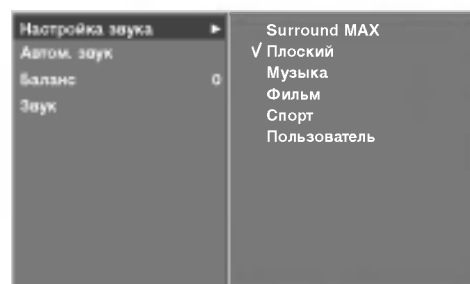 Настройка звука ►
Автом. звук
Баланс 0
Звук
Surround MAX
√ Плоский
Музыка
Фильм
Спорт
Пользователь